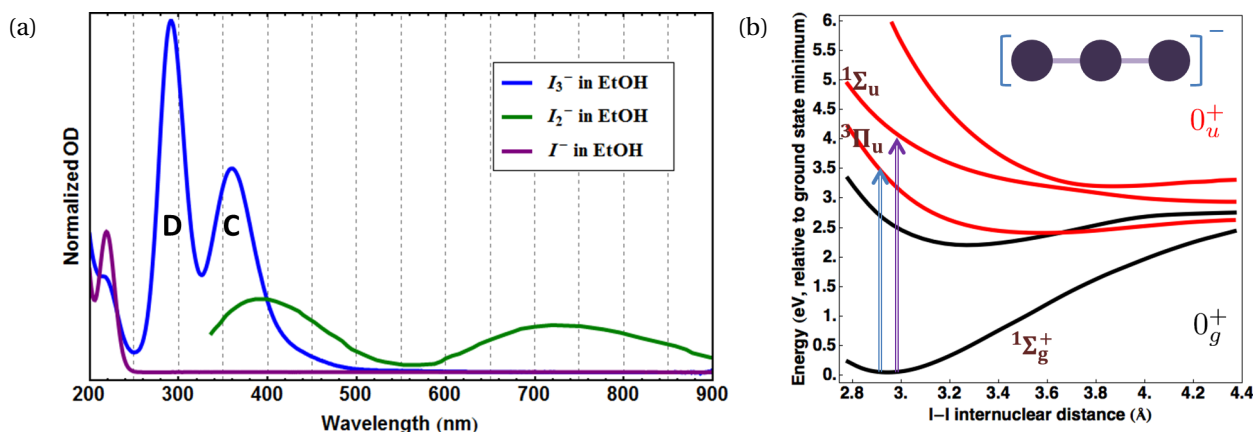 (a)
Normalized OD
I₃⁻ in EtOH
I₂⁻ in EtOH
I⁻ in EtOH
D
C
200 300 400 500 600 700 800 900
Wavelength (nm)
(b)
Energy (eV, relative to ground state minimum)
6.
5.5
5.
4.5
4.
3.5
3.
2.5
2.
1.5
1.
0.5
0.
−
¹Σᵤ
³Πᵤ
0ᵤ⁺
¹Σg⁺
0g⁺
2.8 3. 3.2 3.4 3.6 3.8 4. 4.2 4.4
I–I internuclear distance (Å)